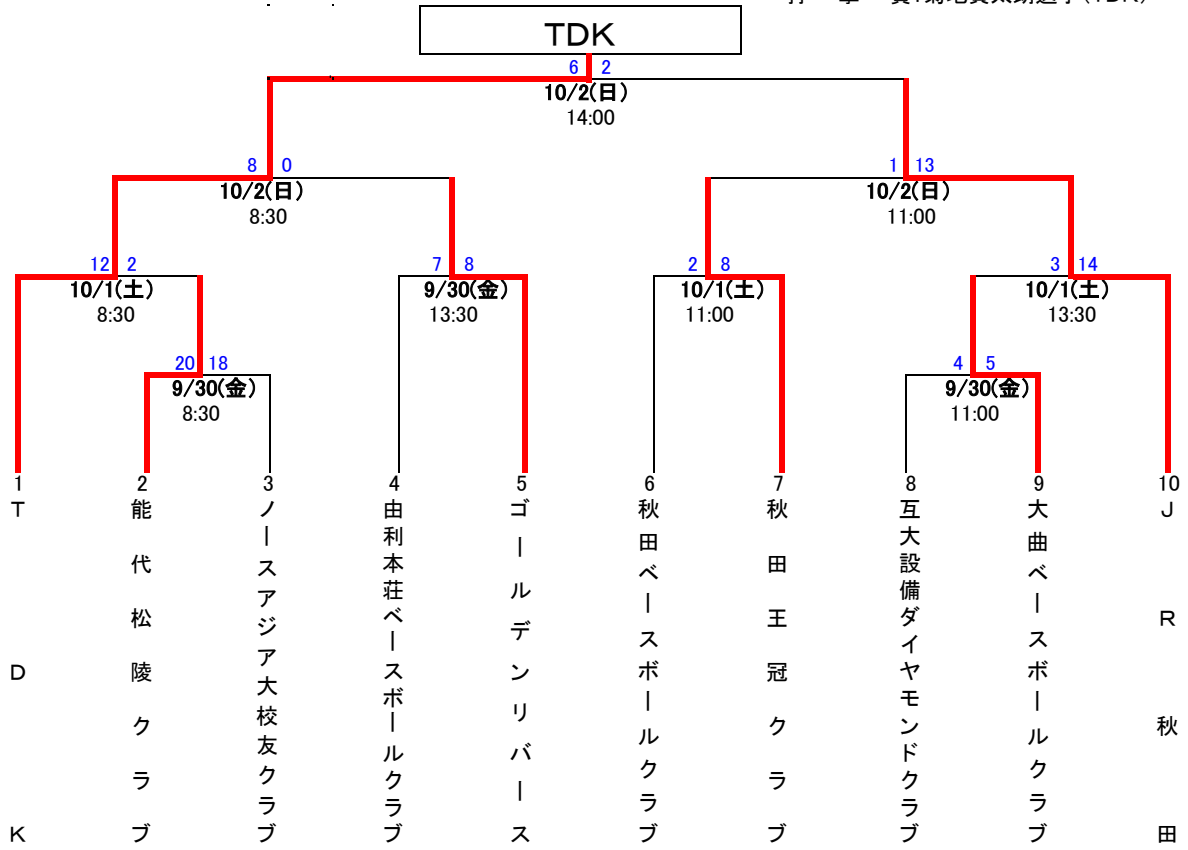 TDK
6 2
10/2(日)
14:00
8 0
10/2(日)
8:30
1 13
10/2(日)
11:00
12 2
10/1(土)
8:30
7 8
9/30(金)
13:30
2 8
10/1(土)
11:00
3 14
10/1(土)
13:30
20 18
9/30(金)
8:30
4 5
9/30(金)
11:00
1
TDK
2
能代松陵クラブ
3
ノースアジア大校友クラブ
4
由利本荘ベースボールクラブ
5
ゴールデンリバース
6
秋田ベースボールクラブ
7
秋田王冠クラブ
8
互大設備ダイヤモンドクラブ
9
大曲ベースボールクラブ
10
JR秋田